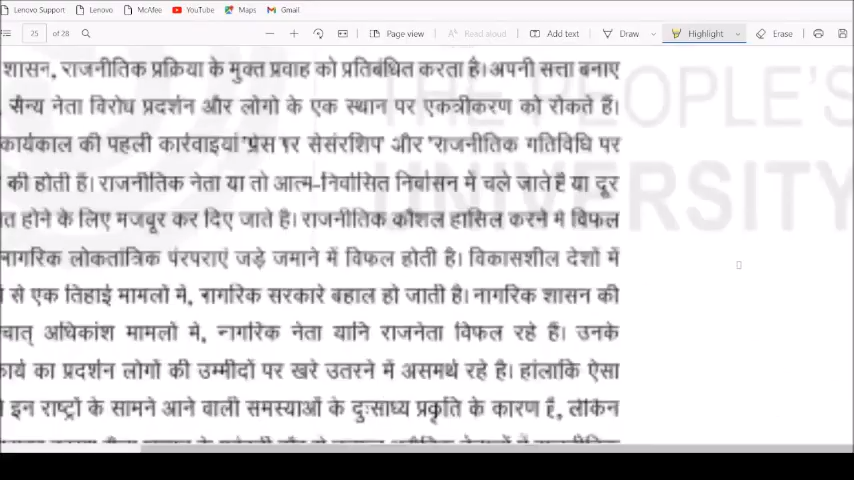 Lenovo Support Lenovo McAfee YouTube Maps Gmail
25 of 28 Page view Read aloud Add text Draw Highlight Erase
शासन, राजनीतिक प्रक्रिया के मुक्त प्रवाह को प्रतिबंधित करता है। अपनी सत्ता बनाए
सैन्य नेता विरोध प्रदर्शन और लोगो के एक स्थान पर एकत्रीकरण को रोकते हैं।
कार्यकाल की पहली कार्रवाइयां 'प्रेस पर सेसंरशिप' और 'राजनीतिक गतिविधि पर
की होती हैं। राजनीतिक नेता या तो आत्म-निर्वासित निर्वासन में चले जाते है या दूर
त होने के लिए मजबूर कर दिए जाते है। राजनीतिक कौशल हासिल करने में विफल
नागरिक लोकतांत्रिक परंपराएं जड़े जमाने में विफल होती है। विकासशील देशों में
से एक तिहाई मामलों मे, नागरिक सरकारे बहाल हो जाती है। नागरिक शासन की
चात् अधिकांश मामलों मे, नागरिक नेता यानि राजनेता विफल रहे हैं। उनके
कार्य का प्रदर्शन लोगों की उम्मीदों पर खरे उतरने में असमर्थ रहे है। हांलाकि ऐसा
इन राष्ट्रों के सामने आने वाली समस्याओं के दुःसाध्य प्रकृति के कारण है, लेकिन
THE PEOPLE'S
UNIVERSITY